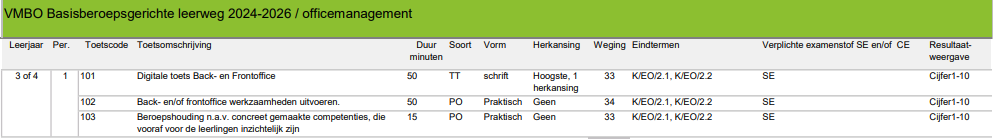 VMBO Basisberoepsgerichte leerweg 2024-2026 / officemanagement
Leerjaar Per. Toetscode Toetsomschrijving Duur minuten Soort Vorm Herkansing Weging Eindtermen Verplichte examenstof SE en/of CE Resultaat-weergave
3 of 4 1 101 Digitale toets Back- en Frontoffice 50 TT schrift Hoogste, 1 herkansing 33 K/EO/2.1, K/EO/2.2 SE Cijfer1-10
102 Back- en/of frontoffice werkzaamheden uitvoeren. 50 PO Praktisch Geen 34 K/EO/2.1, K/EO/2.2 SE Cijfer1-10
103 Beroepshouding n.a.v. concreet gemaakte competenties, die 15 PO Praktisch Geen 33 K/EO/2.1, K/EO/2.2 SE Cijfer1-10
vooraf voor de leerlingen inzichtelijk zijn